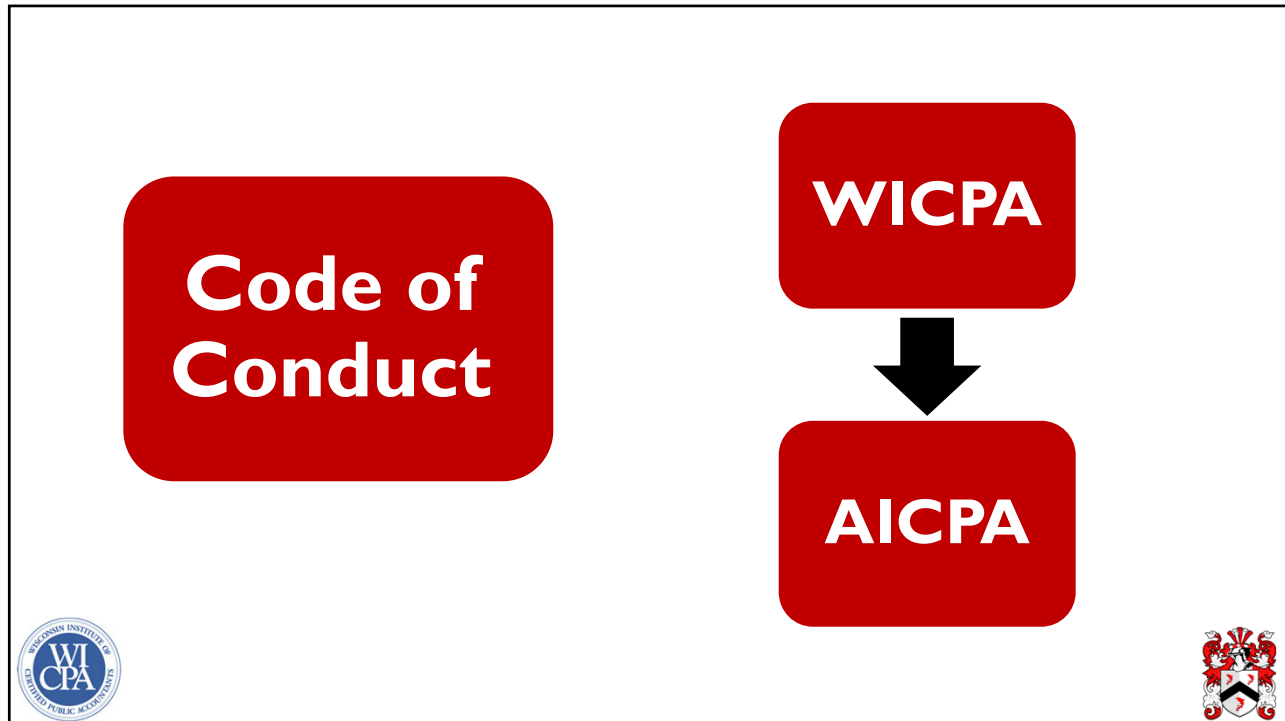 Code of
Conduct
WICPA
AICPA
WISCONSIN INSTITUTE OF
WI
CPA
CERTIFIED PUBLIC ACCOUNTANTS